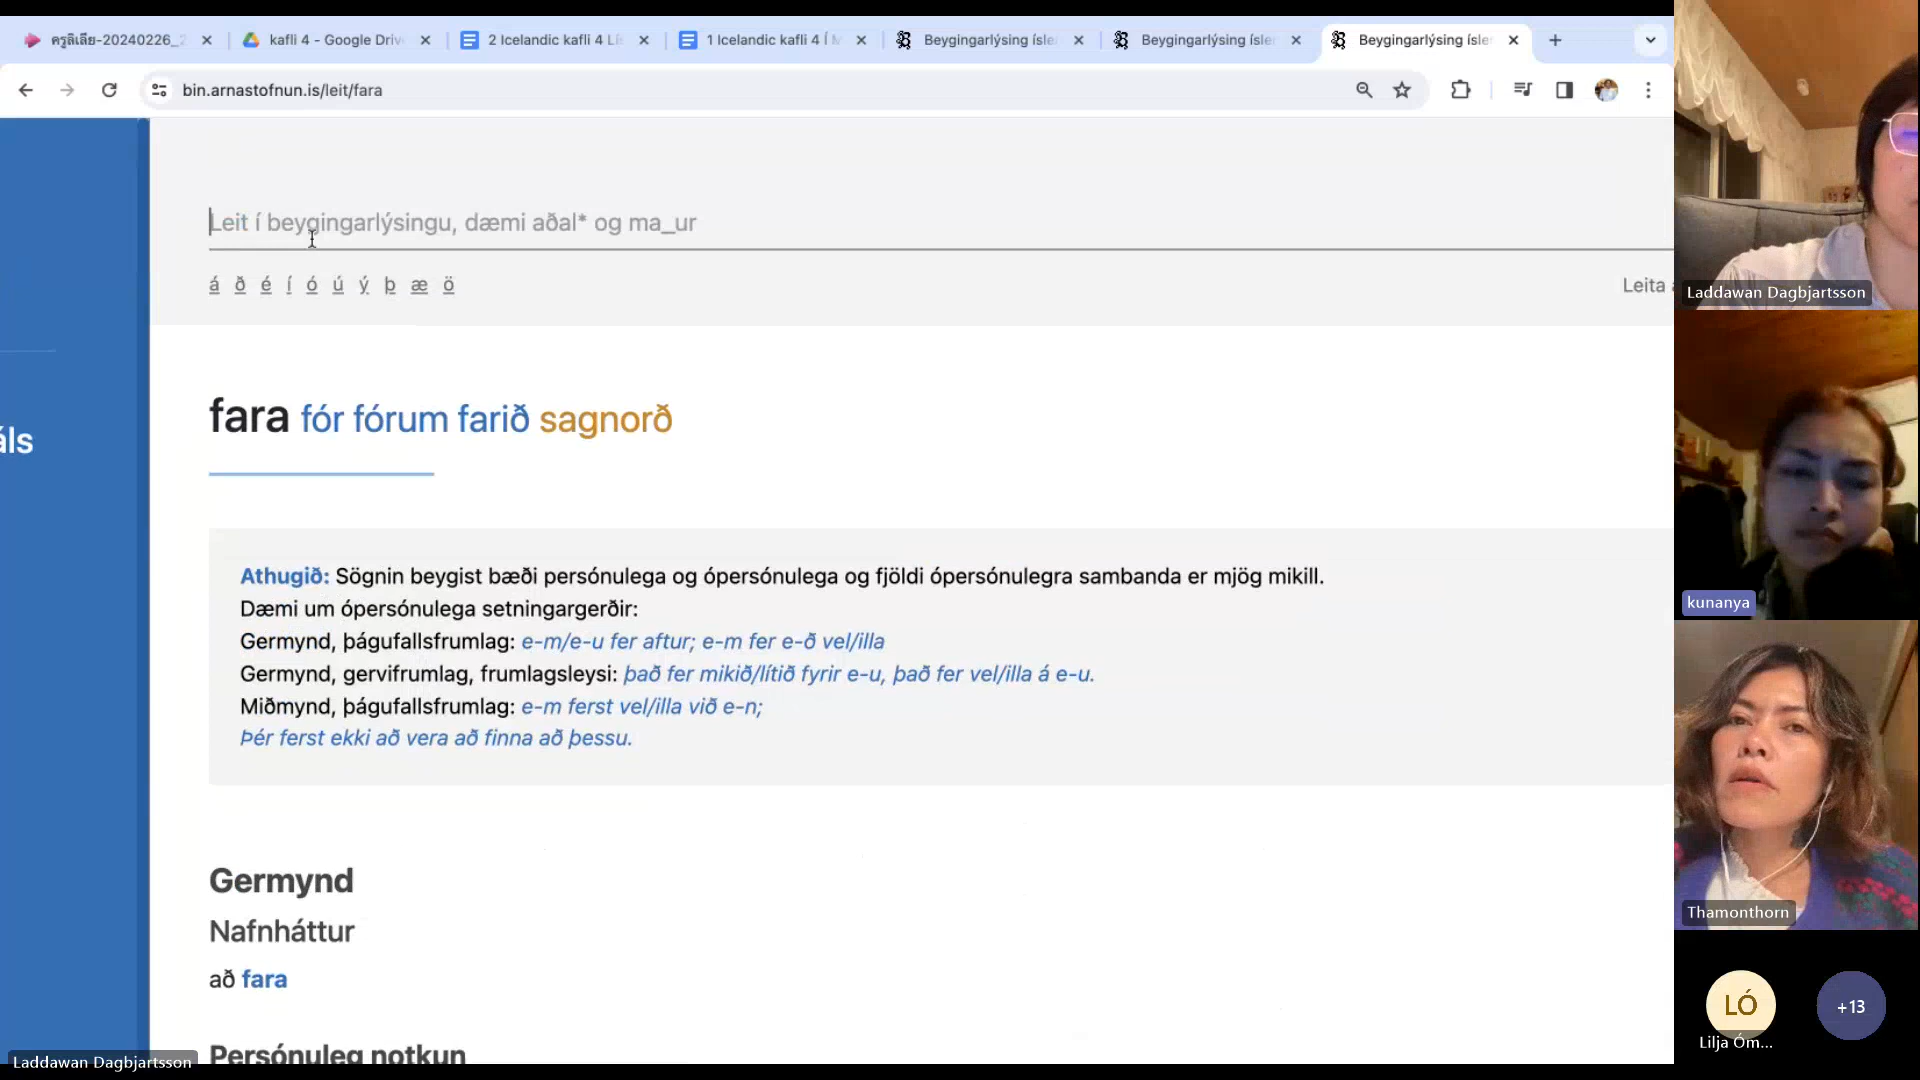 ครูลิเลีย-20240226_2
kafli 4 - Google Driv
2 Icelandic kafli 4 Lí
1 Icelandic kafli 4 Í M
Beygingarlýsing ísle
Beygingarlýsing ísle
Beygingarlýsing ísle
bin.arnastofnun.is/leit/fara
Leit í beygingarlýsingu, dæmi aðal* og ma_ur
á ð é í ó ú ý þ æ ö
Leita
áls
fara fór fórum farið sagnorð
Athugið: Sögnin beygist bæði persónulega og ópersónulega og fjöldi ópersónulegra sambanda er mjög mikill.
Dæmi um ópersónulega setningargerðir:
Germynd, þágufallsfrumlag: e-m/e-u fer aftur; e-m fer e-ð vel/illa
Germynd, gervifrumlag, frumlagsleysi: það fer mikið/lítið fyrir e-u, það fer vel/illa á e-u.
Miðmynd, þágufallsfrumlag: e-m ferst vel/illa við e-n;
Þér ferst ekki að vera að finna að þessu.
Germynd
Nafnháttur
að fara
Persónuleg notkun
Laddawan Dagbjartsson
Laddawan Dagbjartsson
kunanya
Thamonthorn
LÓ
+13
Lilja Óm...